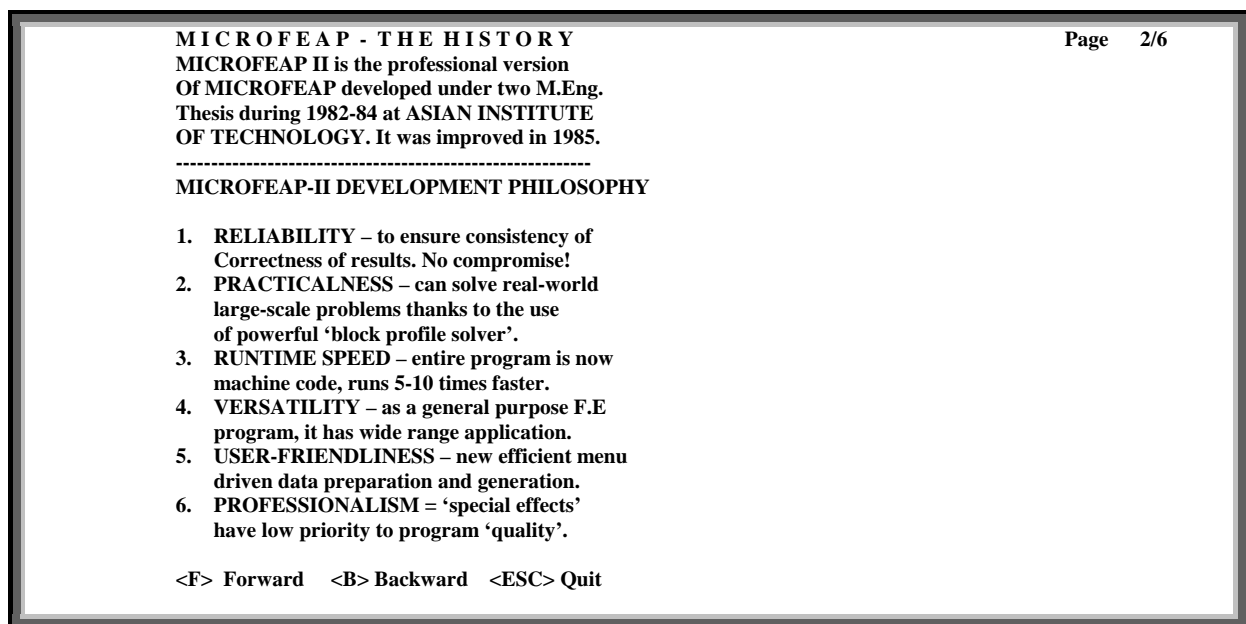 M I C R O F E A P - T H E H I S T O R Y Page 2/6
MICROFEAP II is the professional version
Of MICROFEAP developed under two M.Eng.
Thesis during 1982-84 at ASIAN INSTITUTE
OF TECHNOLOGY. It was improved in 1985.
-----------------------------------------------------------
MICROFEAP-II DEVELOPMENT PHILOSOPHY
1. RELIABILITY – to ensure consistency of
Correctness of results. No compromise!
2. PRACTICALNESS – can solve real-world
large-scale problems thanks to the use
of powerful ‘block profile solver’.
3. RUNTIME SPEED – entire program is now
machine code, runs 5-10 times faster.
4. VERSATILITY – as a general purpose F.E
program, it has wide range application.
5. USER-FRIENDLINESS – new efficient menu
driven data preparation and generation.
6. PROFESSIONALISM = ‘special effects’
have low priority to program ‘quality’.
<F> Forward <B> Backward <ESC> Quit